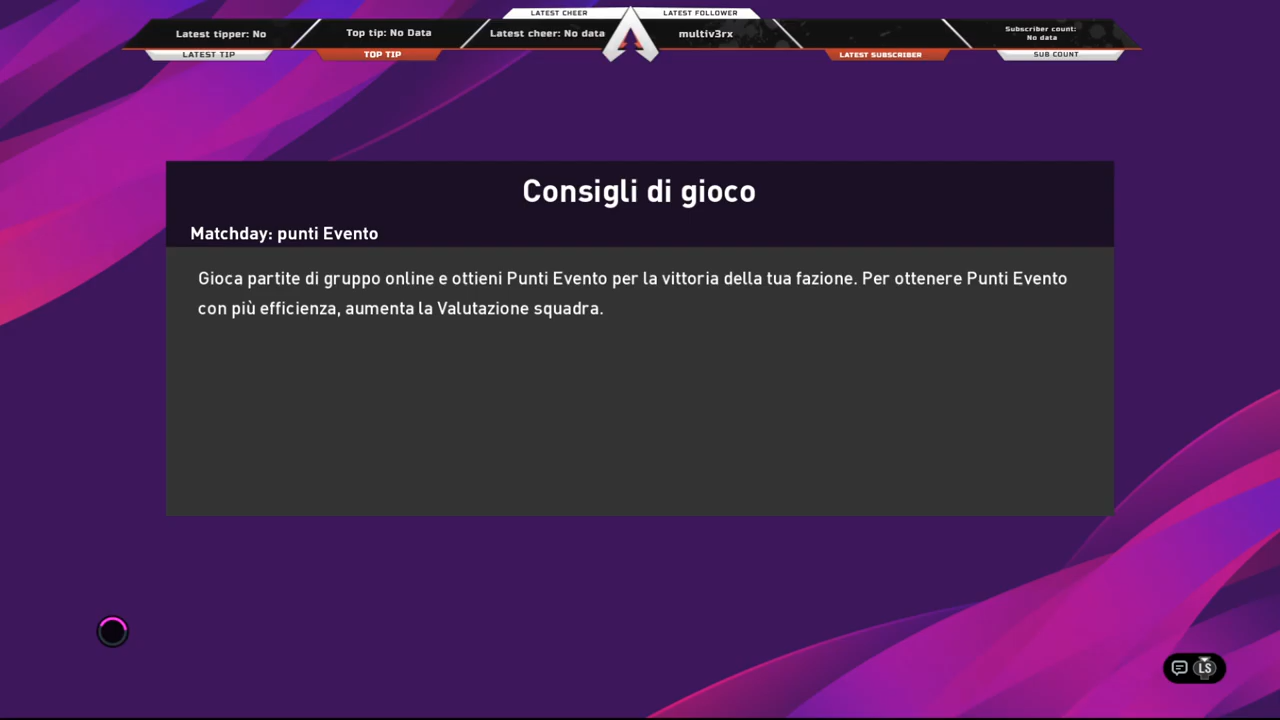 LATEST CHEER
LATEST FOLLOWER
Latest tipper: No
Top tip: No Data
Latest cheer: No data
multiv3rx
Subscriber count:
No data
LATEST TIP
TOP TIP
LATEST SUBSCRIBER
SUB COUNT
Consigli di gioco
Matchday: punti Evento
Gioca partite di gruppo online e ottieni Punti Evento per la vittoria della tua fazione. Per ottenere Punti Evento
con più efficienza, aumenta la Valutazione squadra.
LS